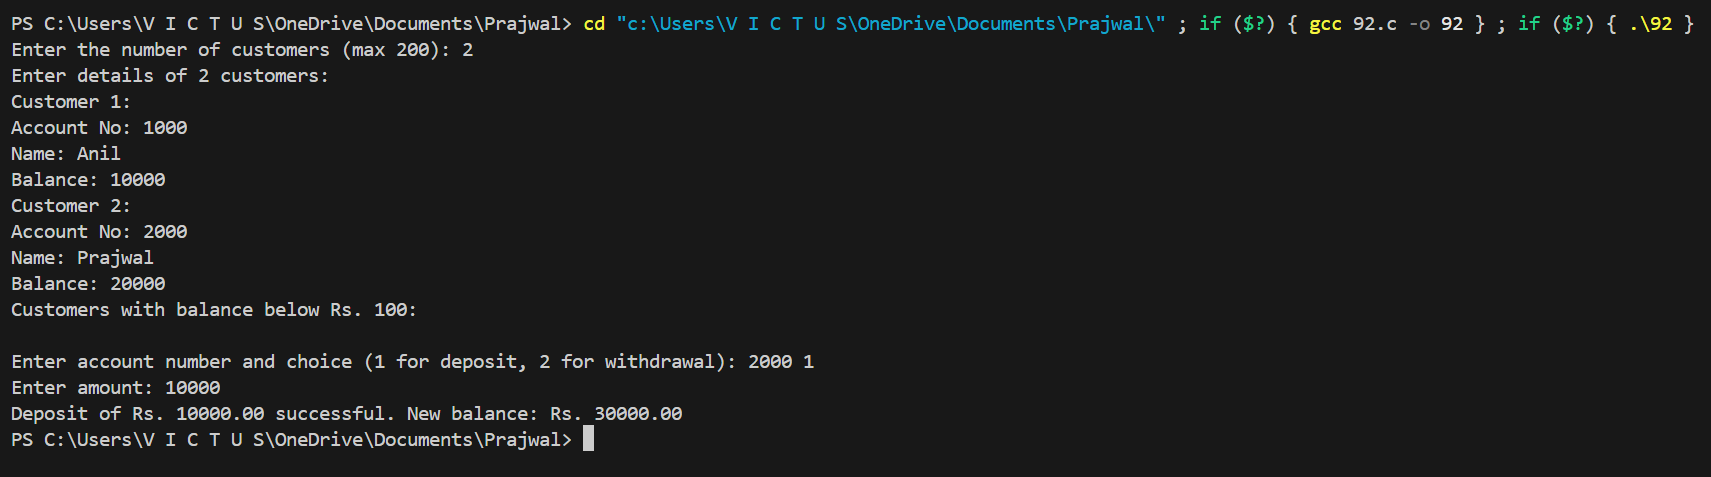 PS C:\Users\V I C T U S\OneDrive\Documents\Prajwal> cd "c:\Users\V I C T U S\OneDrive\Documents\Prajwal\" ; if ($?) { gcc 92.c -o 92 } ; if ($?) { .\92 }
Enter the number of customers (max 200): 2
Enter details of 2 customers:
Customer 1:
Account No: 1000
Name: Anil
Balance: 10000
Customer 2:
Account No: 2000
Name: Prajwal
Balance: 20000
Customers with balance below Rs. 100:
Enter account number and choice (1 for deposit, 2 for withdrawal): 2000 1
Enter amount: 10000
Deposit of Rs. 10000.00 successful. New balance: Rs. 30000.00
PS C:\Users\V I C T U S\OneDrive\Documents\Prajwal>